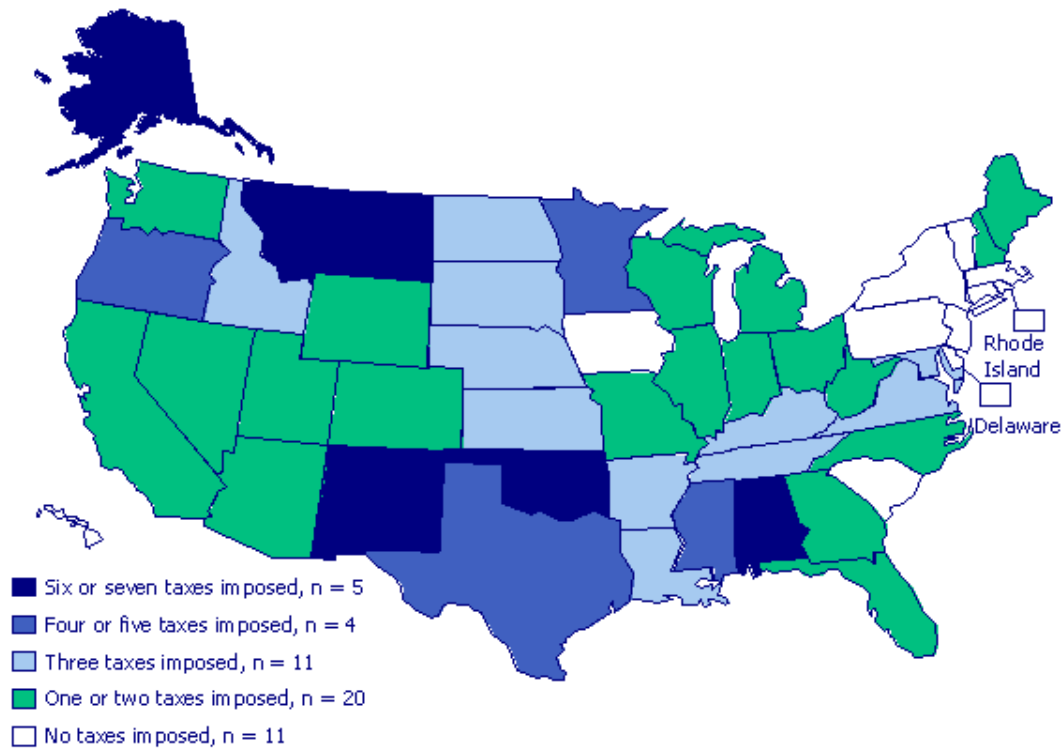 Rhode
Island
Delaware
Six or seven taxes imposed, n = 5
Four or five taxes imposed, n = 4
Three taxes imposed, n = 11
One or two taxes imposed, n = 20
No taxes imposed, n = 11